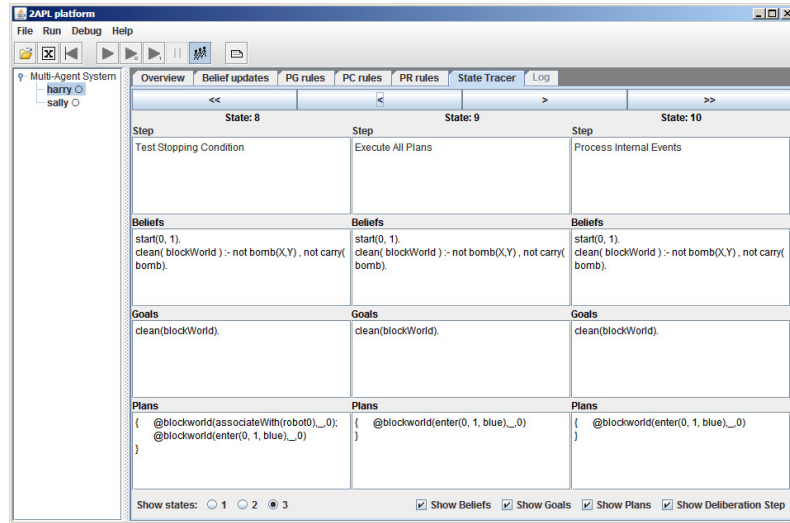 2APL platform
File Run Debug Help
Multi-Agent System
harry
sally
Overview Belief updates PG rules PC rules PR rules State Tracer Log
<< < > >>
State: 8 State: 9 State: 10
Step Step Step
Test Stopping Condition Execute All Plans Process Internal Events
Beliefs Beliefs Beliefs
start(0, 1). start(0, 1). start(0, 1).
clean( blockWorld ) :- not bomb(X,Y) , not carry( clean( blockWorld ) :- not bomb(X,Y) , not carry( clean( blockWorld ) :- not bomb(X,Y) , not carry(
bomb). bomb). bomb).
Goals Goals Goals
clean(blockWorld). clean(blockWorld). clean(blockWorld).
Plans Plans Plans
{ @blockworld(associateWith(robot0),_,0); { @blockworld(enter(0, 1, blue),_,0) { @blockworld(enter(0, 1, blue),_,0)
@blockworld(enter(0, 1, blue),_,0) } }
}
Show states: 1 2 3 Show Beliefs Show Goals Show Plans Show Deliberation Step